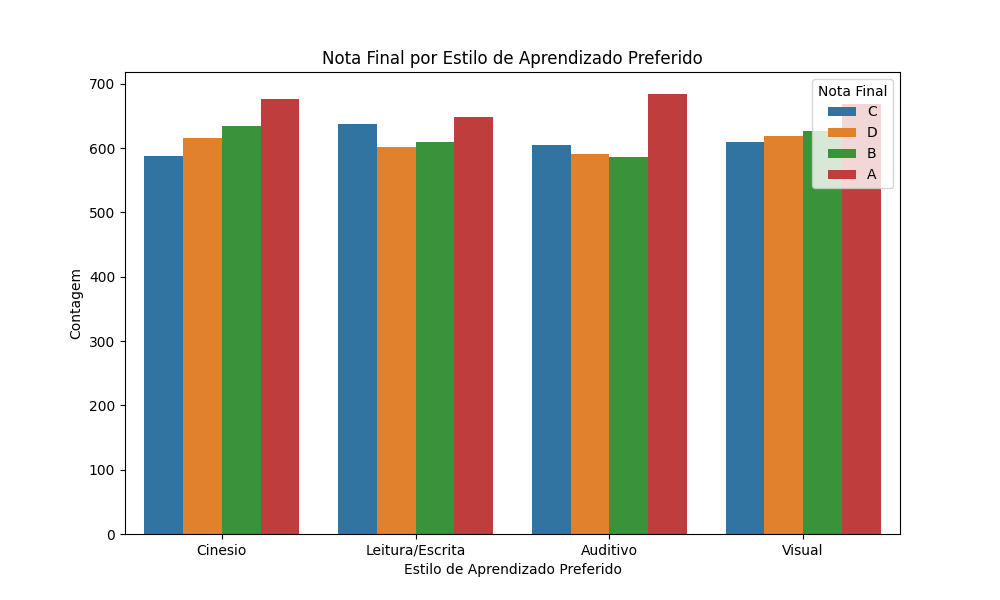 Nota Final por Estilo de Aprendizado Preferido
700
600
500
400
300
200
100
0
Contagem
Nota Final
C
D
B
A
Cinesio
Leitura/Escrita
Auditivo
Visual
Estilo de Aprendizado Preferido